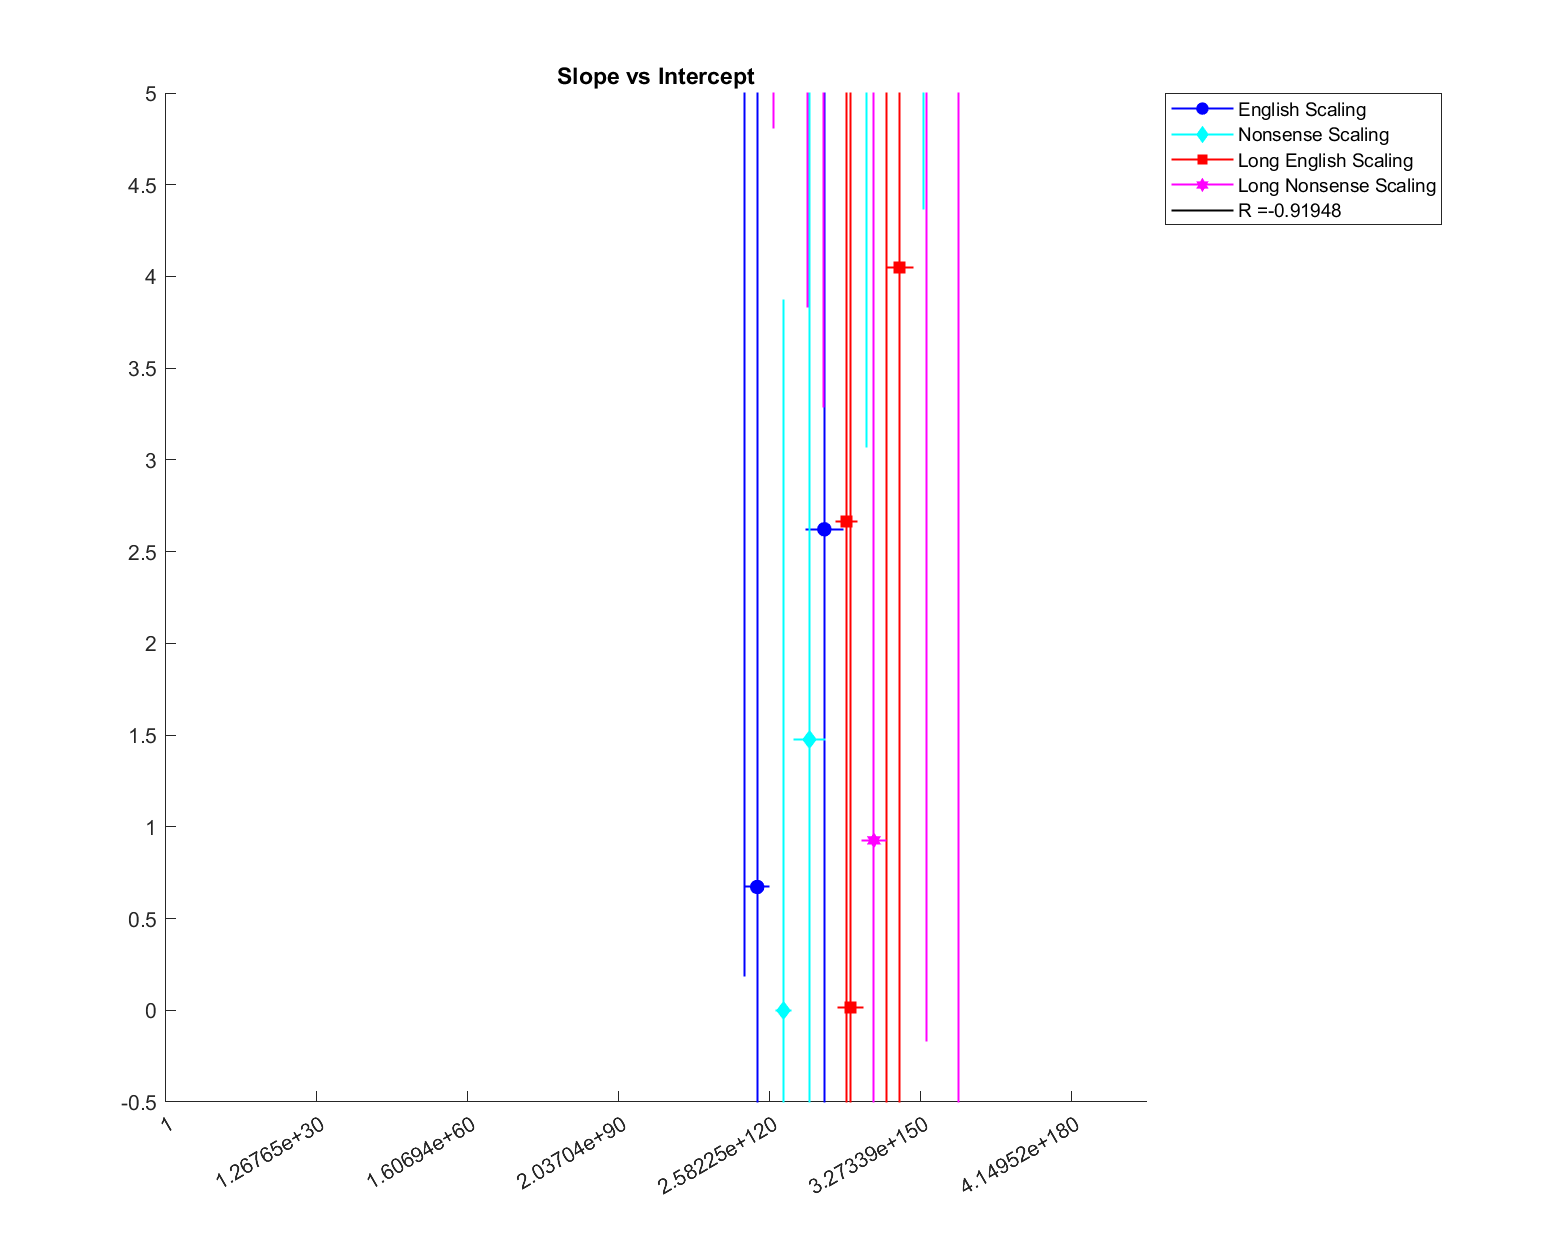 Slope vs Intercept
5
4.5
4
3.5
3
2.5
2
1.5
1
0.5
0
-0.5
1
1.26765e+30
1.60694e+60
2.03704e+90
2.58225e+120
3.27339e+150
4.14952e+180
English Scaling
Nonsense Scaling
Long English Scaling
Long Nonsense Scaling
R =-0.91948